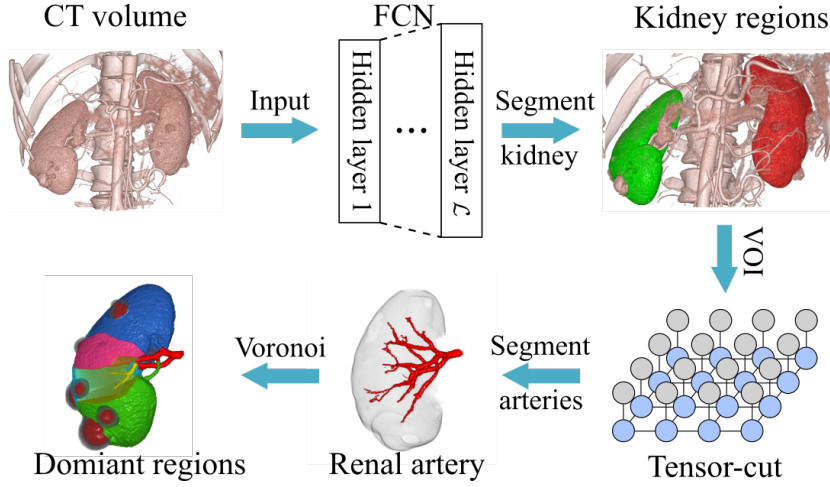 CT volume
FCN
Kidney regions
Input
Hidden layer 1
...
Hidden layer ℒ
Segment
kidney
VOI
Voronoi
Segment
arteries
Domiant regions
Renal artery
Tensor-cut